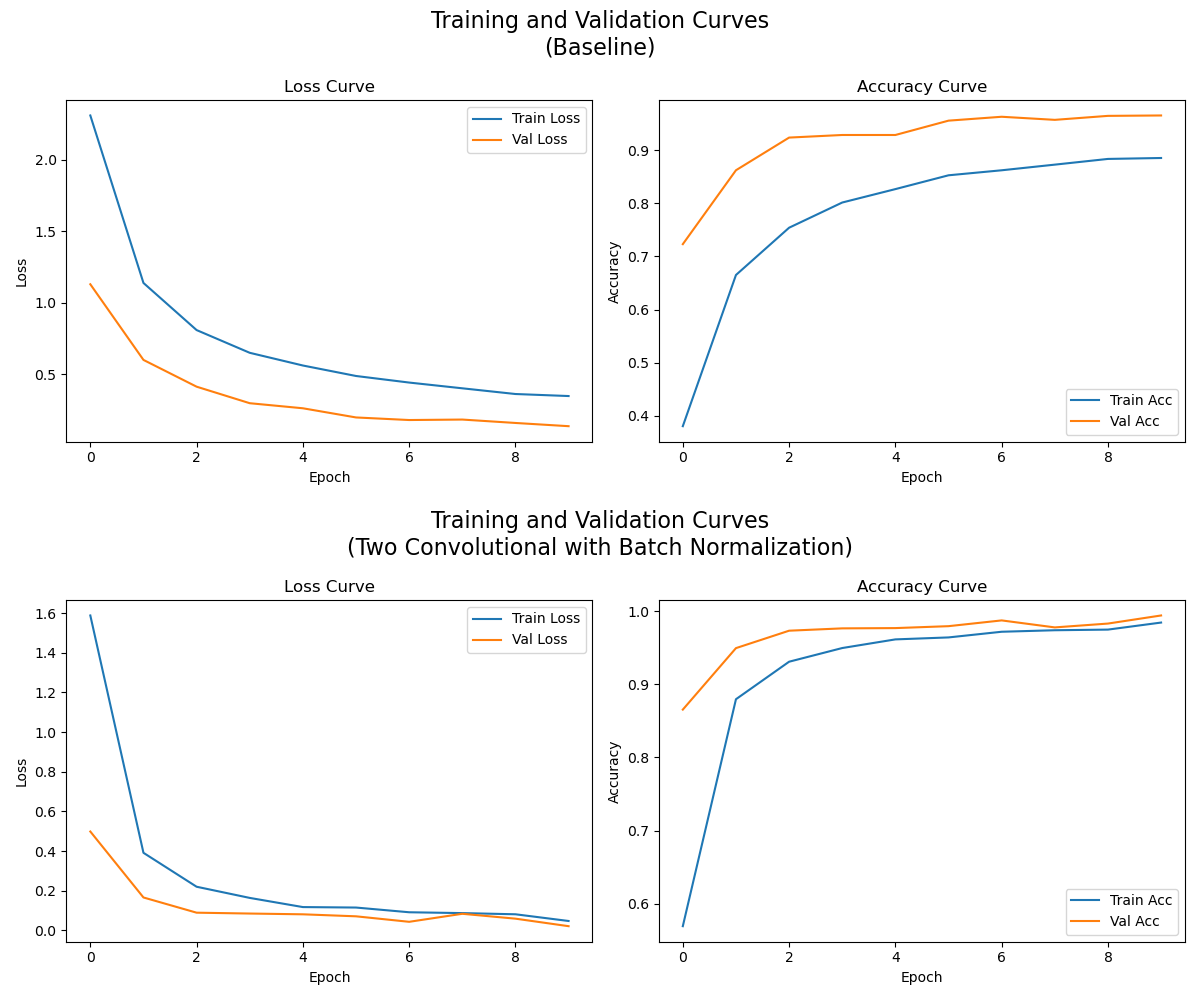 Training and Validation Curves
(Baseline)
Loss Curve
Train Loss
Val Loss
2.0
1.5
1.0
0.5
Loss
0 2 4 6 8
Epoch
Accuracy Curve
0.9
0.8
0.7
0.6
0.5
0.4
Accuracy
Train Acc
Val Acc
0 2 4 6 8
Epoch
Training and Validation Curves
(Two Convolutional with Batch Normalization)
Loss Curve
Train Loss
Val Loss
1.6
1.4
1.2
1.0
0.8
0.6
0.4
0.2
0.0
Loss
0 2 4 6 8
Epoch
Accuracy Curve
1.0
0.9
0.8
0.7
0.6
Accuracy
Train Acc
Val Acc
0 2 4 6 8
Epoch